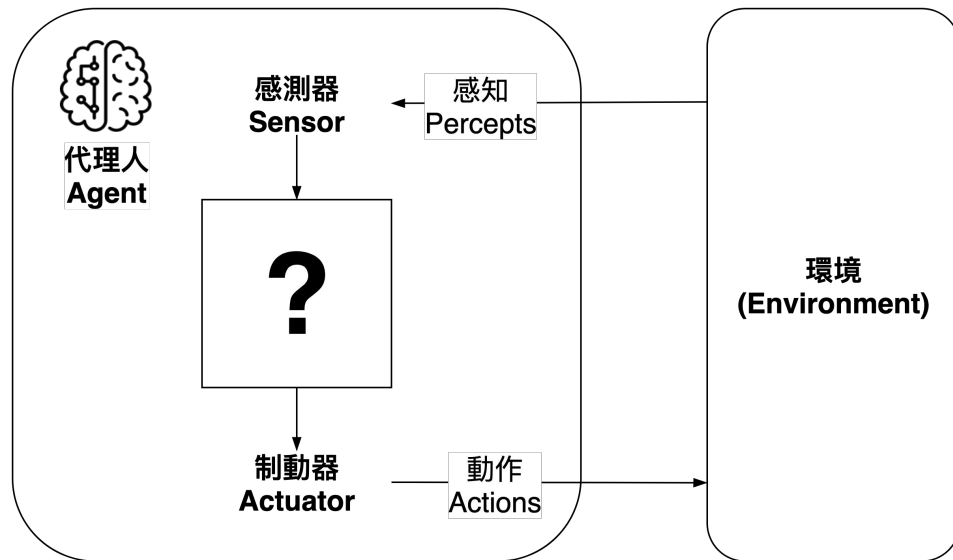 感測器
Sensor
感知
Percepts
代理人
Agent
?
環境
(Environment)
制動器
Actuator
動作
Actions